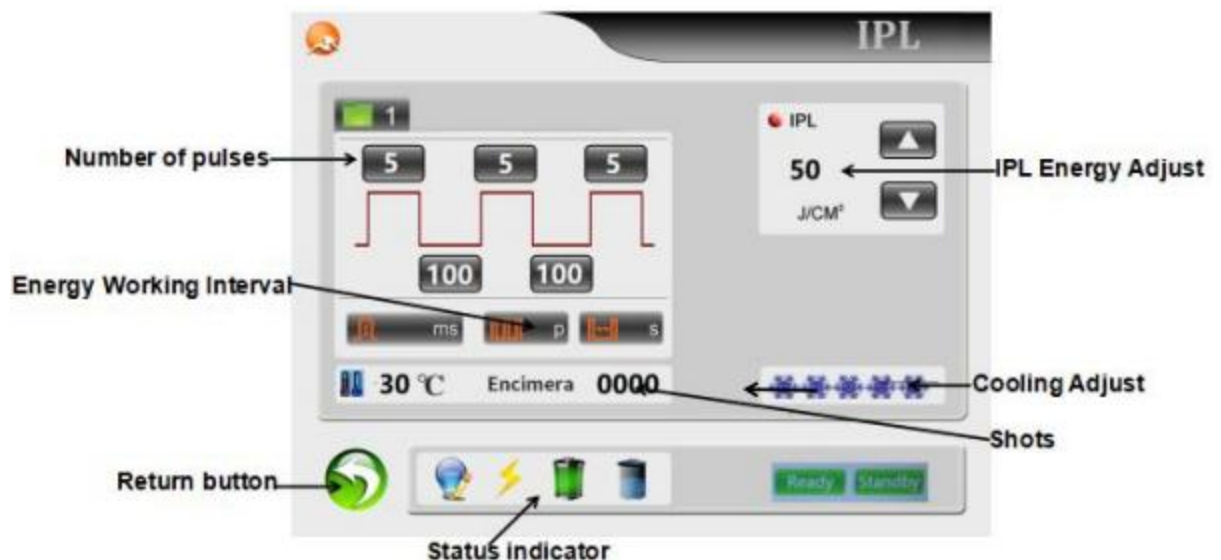 IPL
1
Number of pulses
5 5 5
IPL
50
J/CM²
IPL Energy Adjust
100 100
Energy Working Interval
ms p s
30 ℃ Encimera 0000
Cooling Adjust
Shots
Return button
Ready Standby
Status indicator